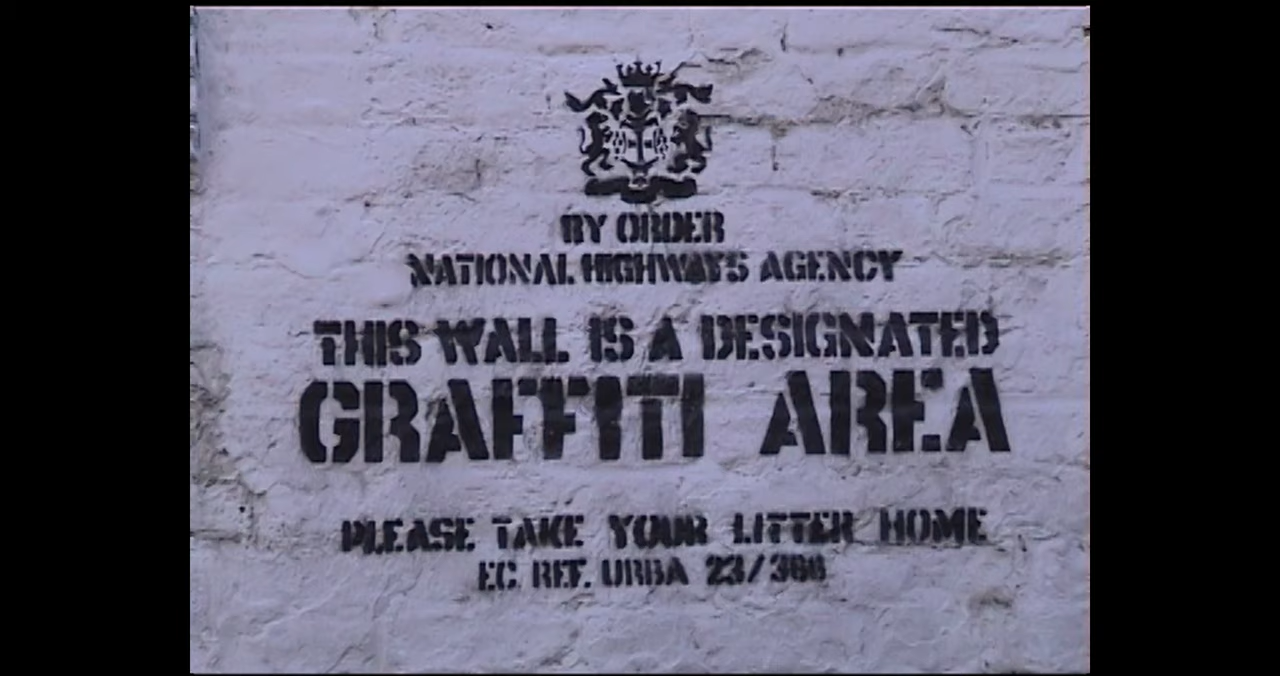 BY ORDER
NATIONAL HIGHWAYS AGENCY
THIS WALL IS A DESIGNATED
GRAFFITI AREA
PLEASE TAKE YOUR LITTER HOME
EC. REF. URBA 23/366